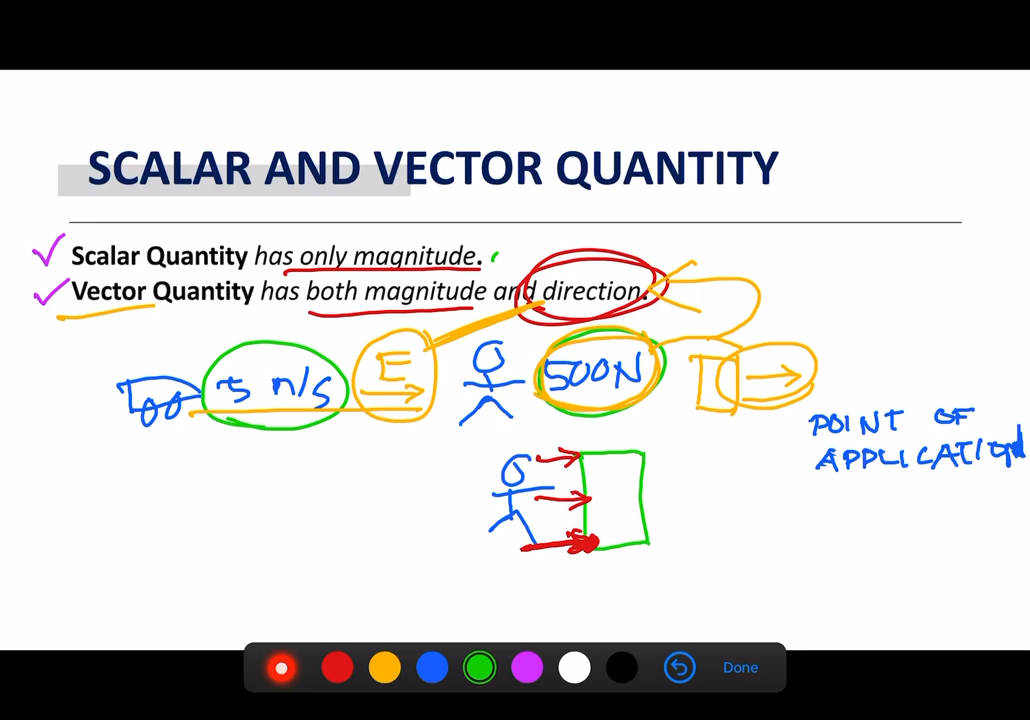 SCALAR AND VECTOR QUANTITY
Scalar Quantity has only magnitude.
Vector Quantity has both magnitude and direction.
5 m/s E 500N
POINT OF
APPLICATION
Done